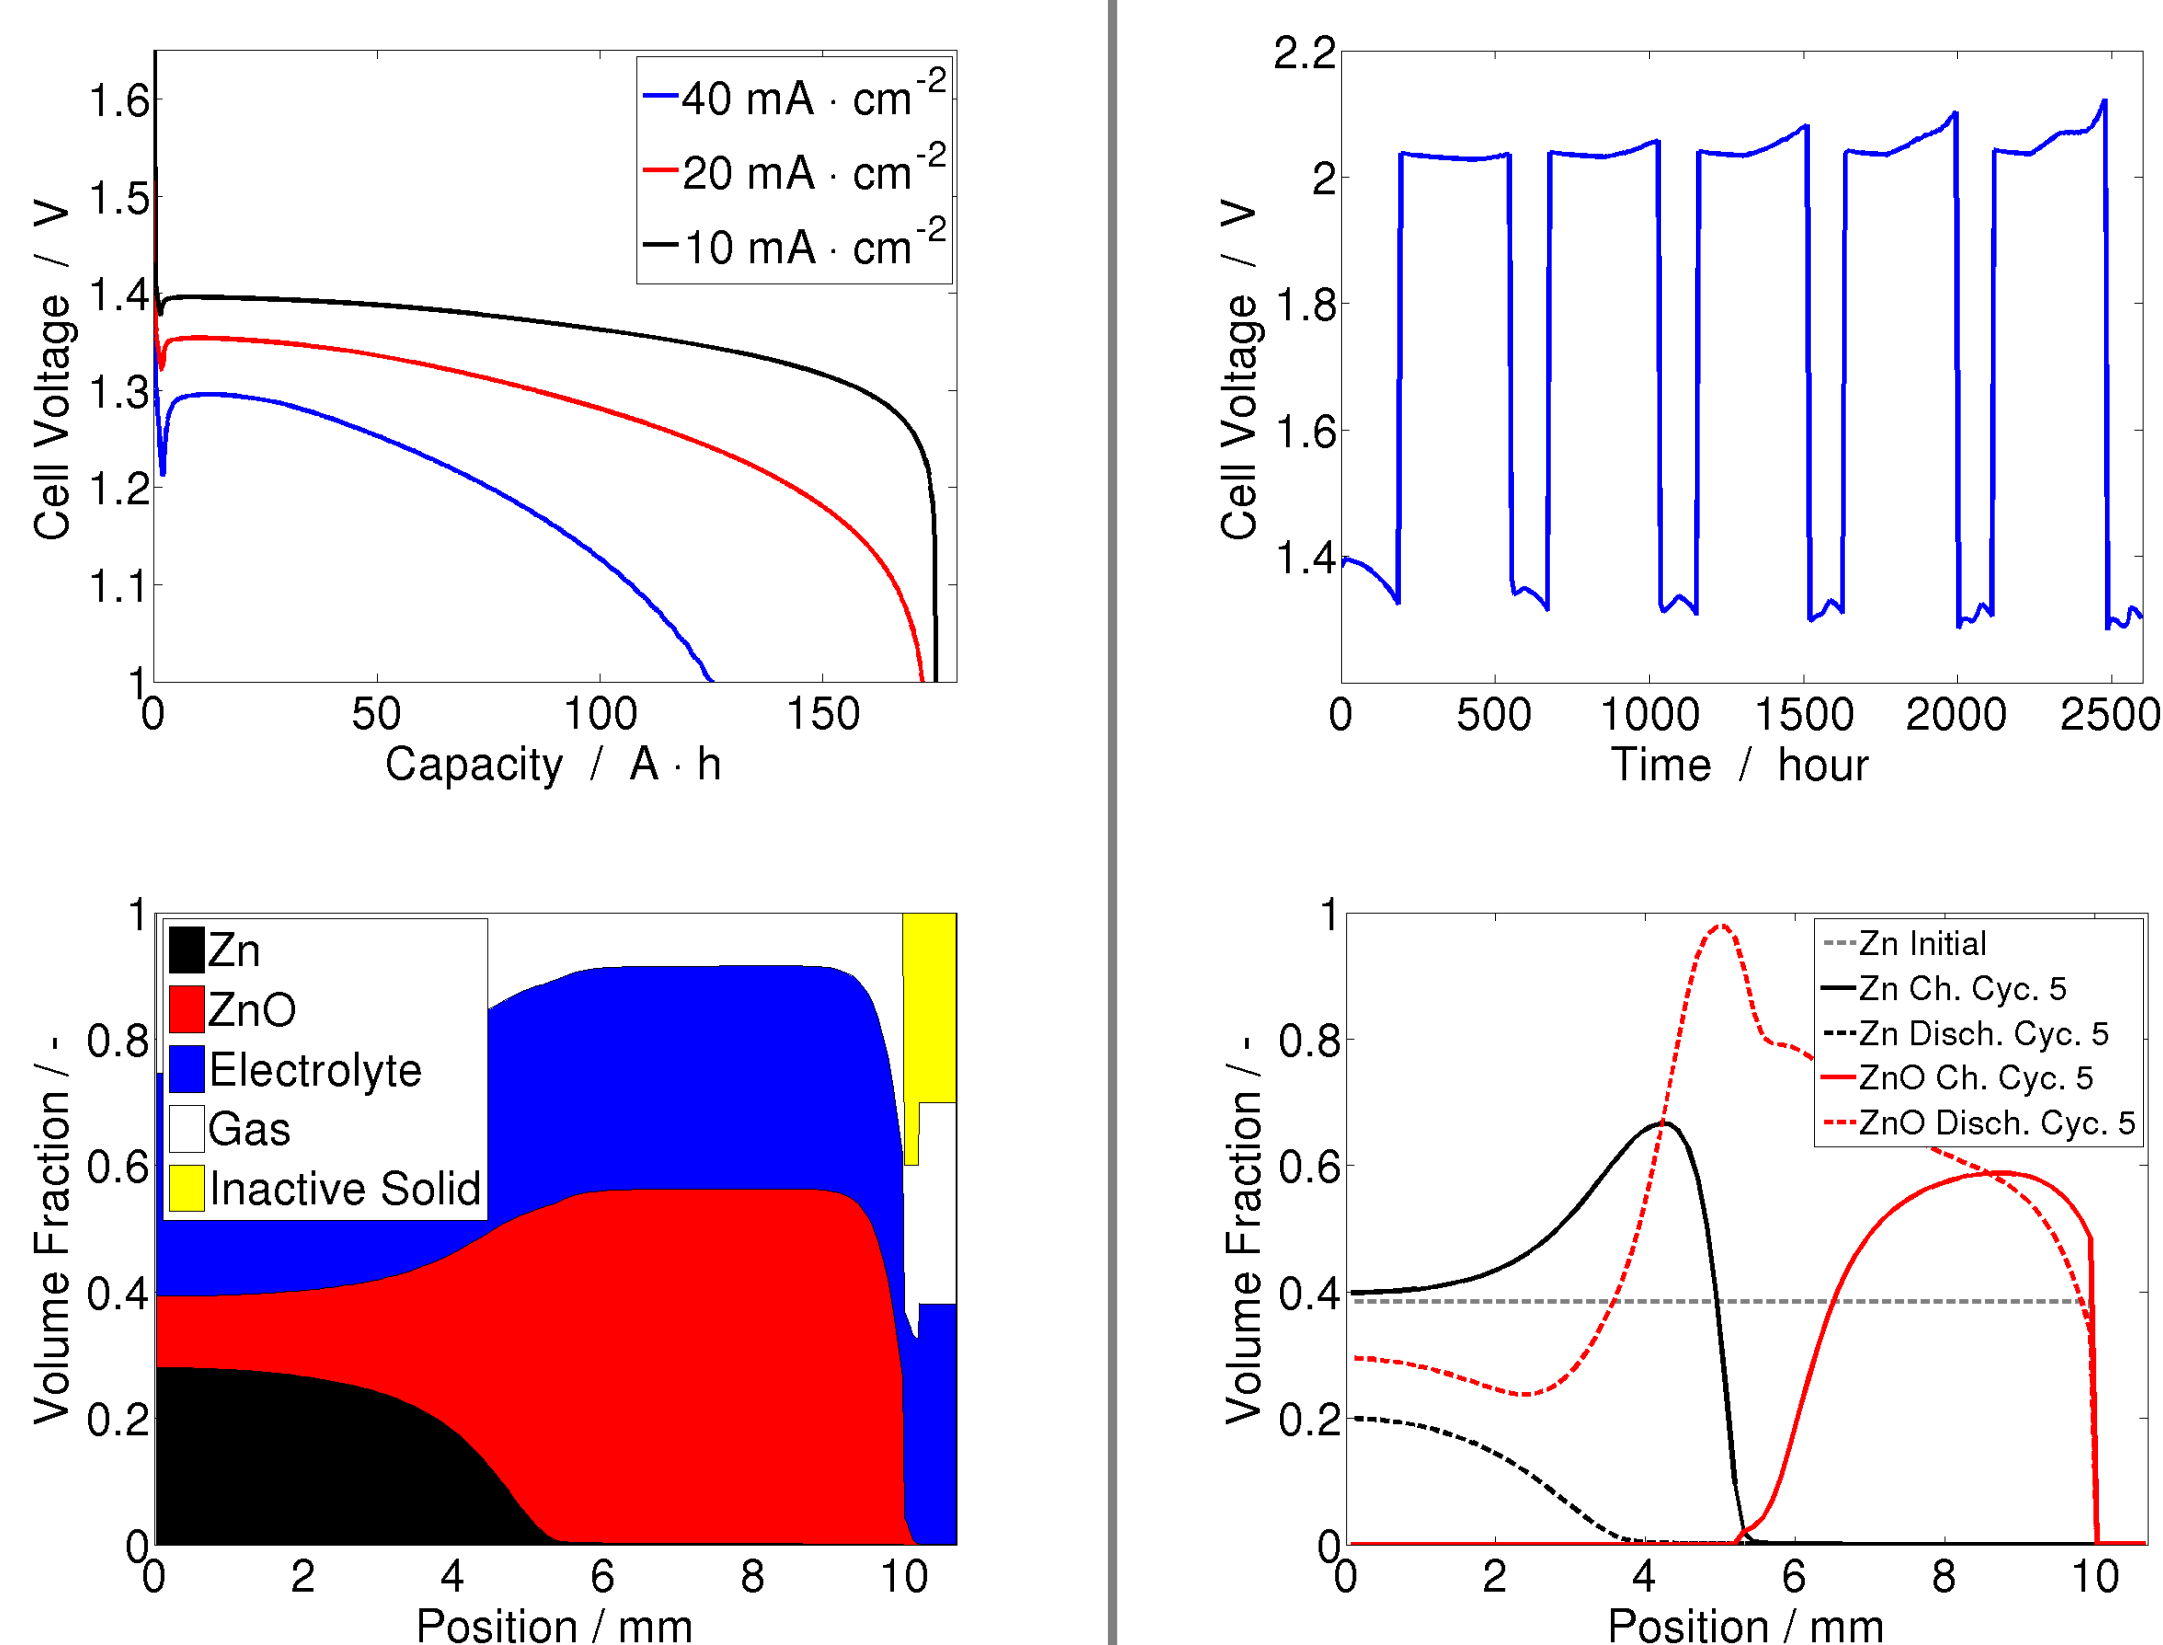 1.6
1.5
1.4
1.3
1.2
1.1
1
0 50 100 150
Cell Voltage / V
Capacity / A · h
40 mA · cm-2
20 mA · cm-2
10 mA · cm-2
2.2
2
1.8
1.6
1.4
0 500 1000 1500 2000 2500
Cell Voltage / V
Time / hour
1
0.8
0.6
0.4
0.2
0
0 2 4 6 8 10
Volume Fraction / -
Position / mm
Zn
ZnO
Electrolyte
Gas
Inactive Solid
1
0.8
0.6
0.4
0.2
0
0 2 4 6 8 10
Volume Fraction / -
Position / mm
Zn Initial
Zn Ch. Cyc. 5
Zn Disch. Cyc. 5
ZnO Ch. Cyc. 5
ZnO Disch. Cyc. 5